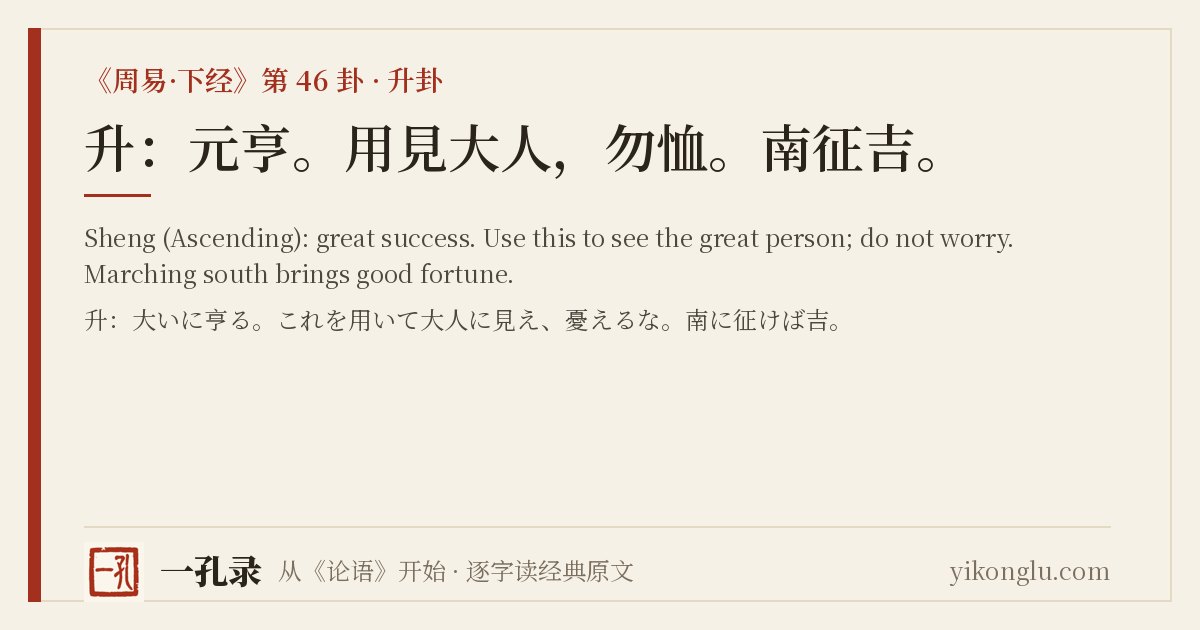 《周易·下经》第 46 卦 · 升卦
升：元亨。用見大人，勿恤。南征吉。
Sheng (Ascending): great success. Use this to see the great person; do not worry.
Marching south brings good fortune.
升：大いに亨る。これを用いて大人に見え、憂えるな。南に征けば吉。
一孔
一孔录
从《论语》开始 · 逐字读经典原文
yikonglu.com